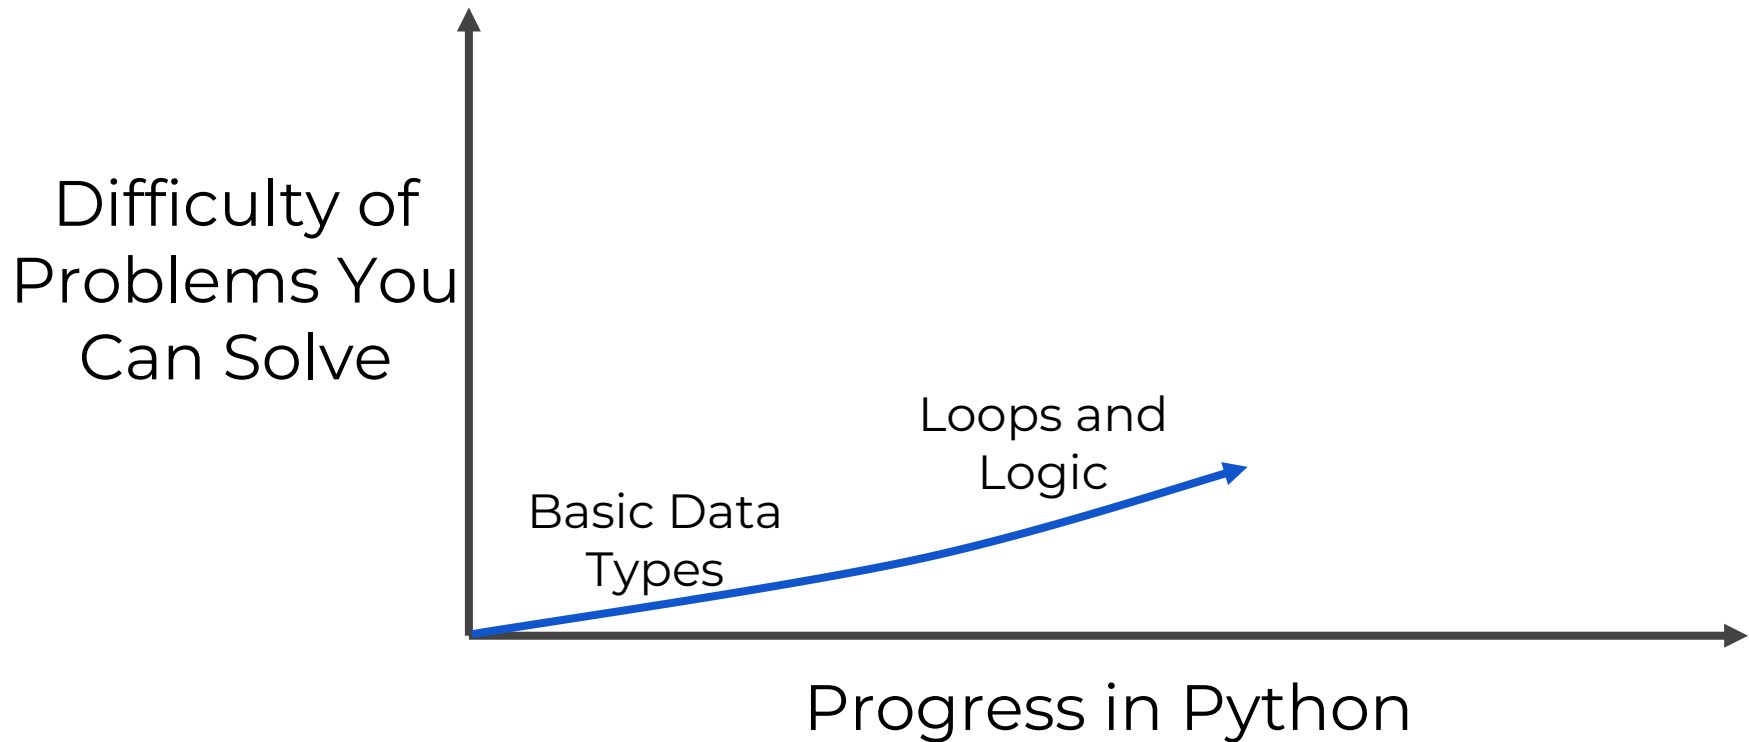 Difficulty of
Problems You
Can Solve
Loops and
Logic
Basic Data
Types
Progress in Python